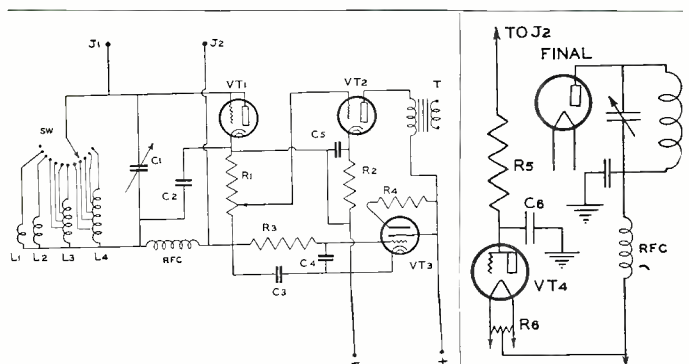 J1
J2
VT1
VT2
T
SW
C1
C5
R1
R2
C2
R4
R3
L1 L2 L3 L4
RFC
C4
VT3
C3
-
+
TO J2
FINAL
R5
C6
RFC
VT4
R6